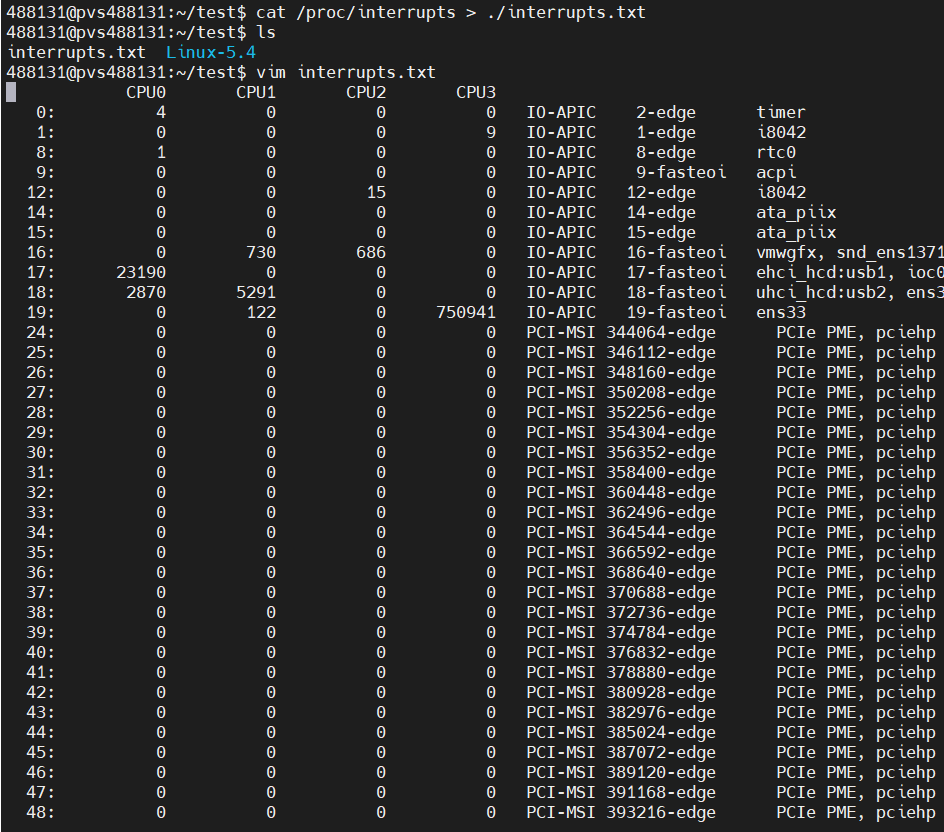 488131@pvs488131:~/test$ cat /proc/interrupts > ./interrupts.txt
488131@pvs488131:~/test$ ls
interrupts.txt  Linux-5.4
488131@pvs488131:~/test$ vim interrupts.txt
            CPU0       CPU1       CPU2       CPU3
   0:          4          0          0          0   IO-APIC    2-edge      timer
   1:          0          0          0          9   IO-APIC    1-edge      i8042
   8:          1          0          0          0   IO-APIC    8-edge      rtc0
   9:          0          0          0          0   IO-APIC    9-fasteoi   acpi
  12:          0          0         15          0   IO-APIC   12-edge      i8042
  14:          0          0          0          0   IO-APIC   14-edge      ata_piix
  15:          0          0          0          0   IO-APIC   15-edge      ata_piix
  16:          0        730        686          0   IO-APIC   16-fasteoi   vmwgfx, snd_ens1371
  17:      23190          0          0          0   IO-APIC   17-fasteoi   ehci_hcd:usb1, ioc0
  18:       2870       5291          0          0   IO-APIC   18-fasteoi   uhci_hcd:usb2, ens3
  19:          0        122          0     750941   IO-APIC   19-fasteoi   ens33
  24:          0          0          0          0   PCI-MSI 344064-edge      PCIe PME, pciehp
  25:          0          0          0          0   PCI-MSI 346112-edge      PCIe PME, pciehp
  26:          0          0          0          0   PCI-MSI 348160-edge      PCIe PME, pciehp
  27:          0          0          0          0   PCI-MSI 350208-edge      PCIe PME, pciehp
  28:          0          0          0          0   PCI-MSI 352256-edge      PCIe PME, pciehp
  29:          0          0          0          0   PCI-MSI 354304-edge      PCIe PME, pciehp
  30:          0          0          0          0   PCI-MSI 356352-edge      PCIe PME, pciehp
  31:          0          0          0          0   PCI-MSI 358400-edge      PCIe PME, pciehp
  32:          0          0          0          0   PCI-MSI 360448-edge      PCIe PME, pciehp
  33:          0          0          0          0   PCI-MSI 362496-edge      PCIe PME, pciehp
  34:          0          0          0          0   PCI-MSI 364544-edge      PCIe PME, pciehp
  35:          0          0          0          0   PCI-MSI 366592-edge      PCIe PME, pciehp
  36:          0          0          0          0   PCI-MSI 368640-edge      PCIe PME, pciehp
  37:          0          0          0          0   PCI-MSI 370688-edge      PCIe PME, pciehp
  38:          0          0          0          0   PCI-MSI 372736-edge      PCIe PME, pciehp
  39:          0          0          0          0   PCI-MSI 374784-edge      PCIe PME, pciehp
  40:          0          0          0          0   PCI-MSI 376832-edge      PCIe PME, pciehp
  41:          0          0          0          0   PCI-MSI 378880-edge      PCIe PME, pciehp
  42:          0          0          0          0   PCI-MSI 380928-edge      PCIe PME, pciehp
  43:          0          0          0          0   PCI-MSI 382976-edge      PCIe PME, pciehp
  44:          0          0          0          0   PCI-MSI 385024-edge      PCIe PME, pciehp
  45:          0          0          0          0   PCI-MSI 387072-edge      PCIe PME, pciehp
  46:          0          0          0          0   PCI-MSI 389120-edge      PCIe PME, pciehp
  47:          0          0          0          0   PCI-MSI 391168-edge      PCIe PME, pciehp
  48:          0          0          0          0   PCI-MSI 393216-edge      PCIe PME, pciehp